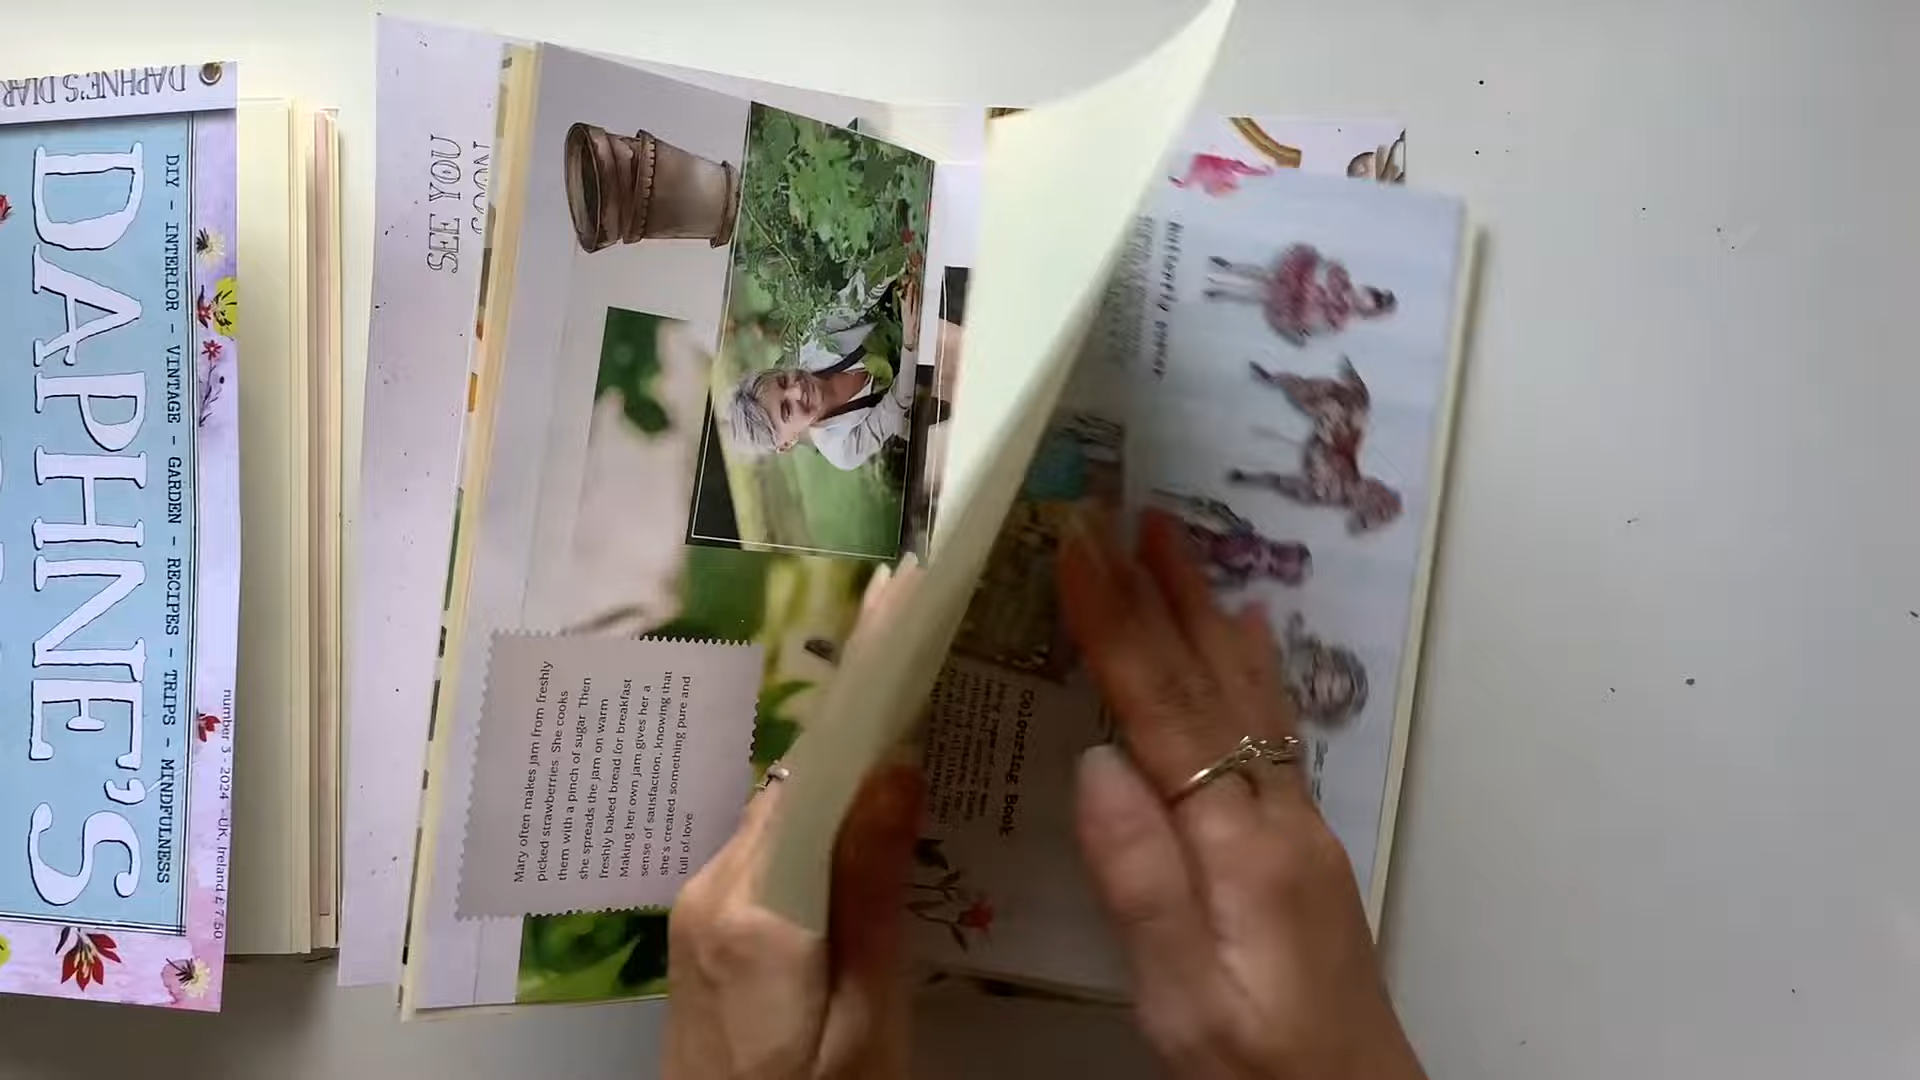 DAPHNE'S DIAR
DAPHNE'S
DIY - INTERIOR - VINTAGE - GARDEN - RECIPES - TRIPS - MINDFULNESS
number 3 - 2024 - UK, Ireland £ 7.50
SEE YOU
SOON
Mary often makes jam from freshly
picked strawberries. She cooks
them with a pinch of sugar. Then
she spreads the jam on warm
freshly baked bread for breakfast
Making her own jam gives her a
sense of satisfaction, knowing that
she's created something pure and
full of love
Colouring Book